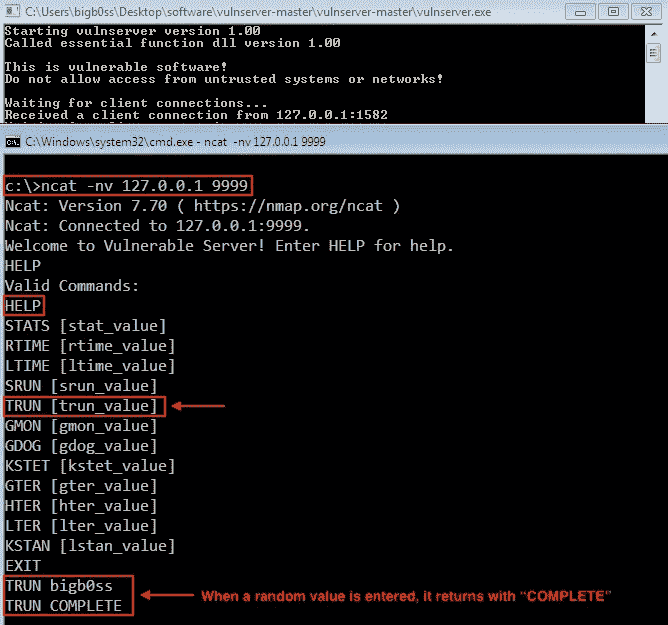 C:\Users\bigb0ss\Desktop\software\vulnserver-master\vulnserver-master\vulnserver.exe
Starting vulnserver version 1.00
Called essential function dll version 1.00
This is vulnerable software!
Do not allow access from untrusted systems or networks!
Waiting for client connections...
Received a client connection from 127.0.0.1:1582
C:\Windows\system32\cmd.exe - ncat -nv 127.0.0.1 9999
c:\>ncat -nv 127.0.0.1 9999
Ncat: Version 7.70 ( https://nmap.org/ncat )
Ncat: Connected to 127.0.0.1:9999.
Welcome to Vulnerable Server! Enter HELP for help.
HELP
Valid Commands:
HELP
STATS [stat_value]
RTIME [rtime_value]
LTIME [ltime_value]
SRUN [srun_value]
TRUN [trun_value]
GMON [gmon_value]
GDOG [gdog_value]
KSTET [kstet_value]
GTER [gter_value]
HTER [hter_value]
LTER [lter_value]
KSTAN [lstan_value]
EXIT
TRUN bigb0ss
When a random value is entered, it returns with “COMPLETE”
TRUN COMPLETE